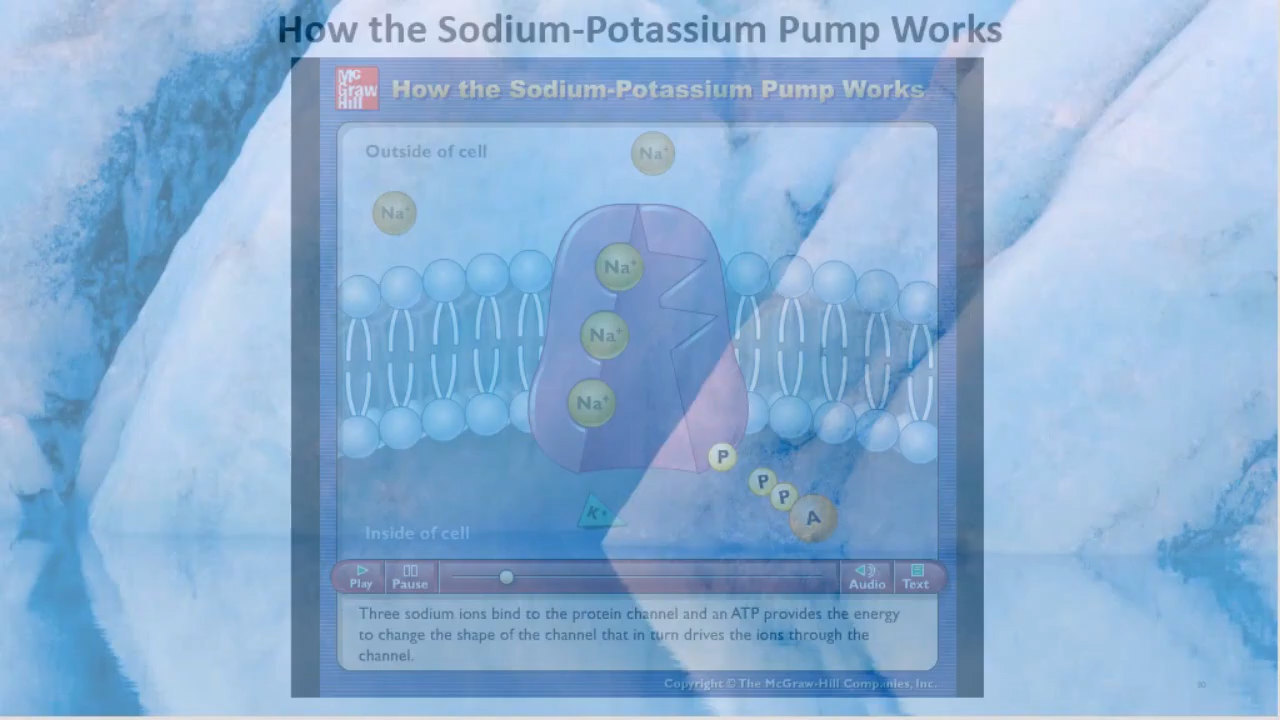 How the Sodium-Potassium Pump Works
Mc
Graw
Hill
How the Sodium-Potassium Pump Works
Outside of cell
Na+
Na+
Na+
Na+
Na+
P
P
P
A
K+
Inside of cell
Play
Pause
Audio
Text
Three sodium ions bind to the protein channel and an ATP provides the energy
to change the shape of the channel that in turn drives the ions through the
channel.
Copyright © The McGraw-Hill Companies, Inc.